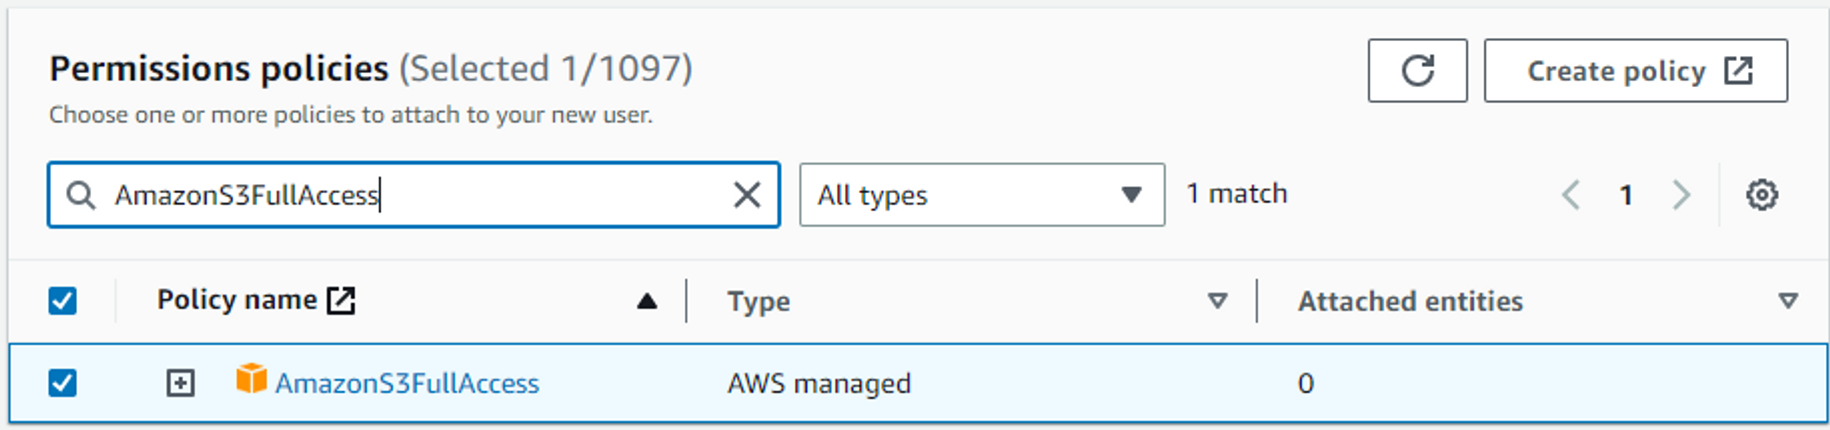 Permissions policies (Selected 1/1097)
Create policy
Choose one or more policies to attach to your new user.
AmazonS3FullAccess
All types
1 match
1
Policy name
Type
Attached entities
AmazonS3FullAccess
AWS managed
0